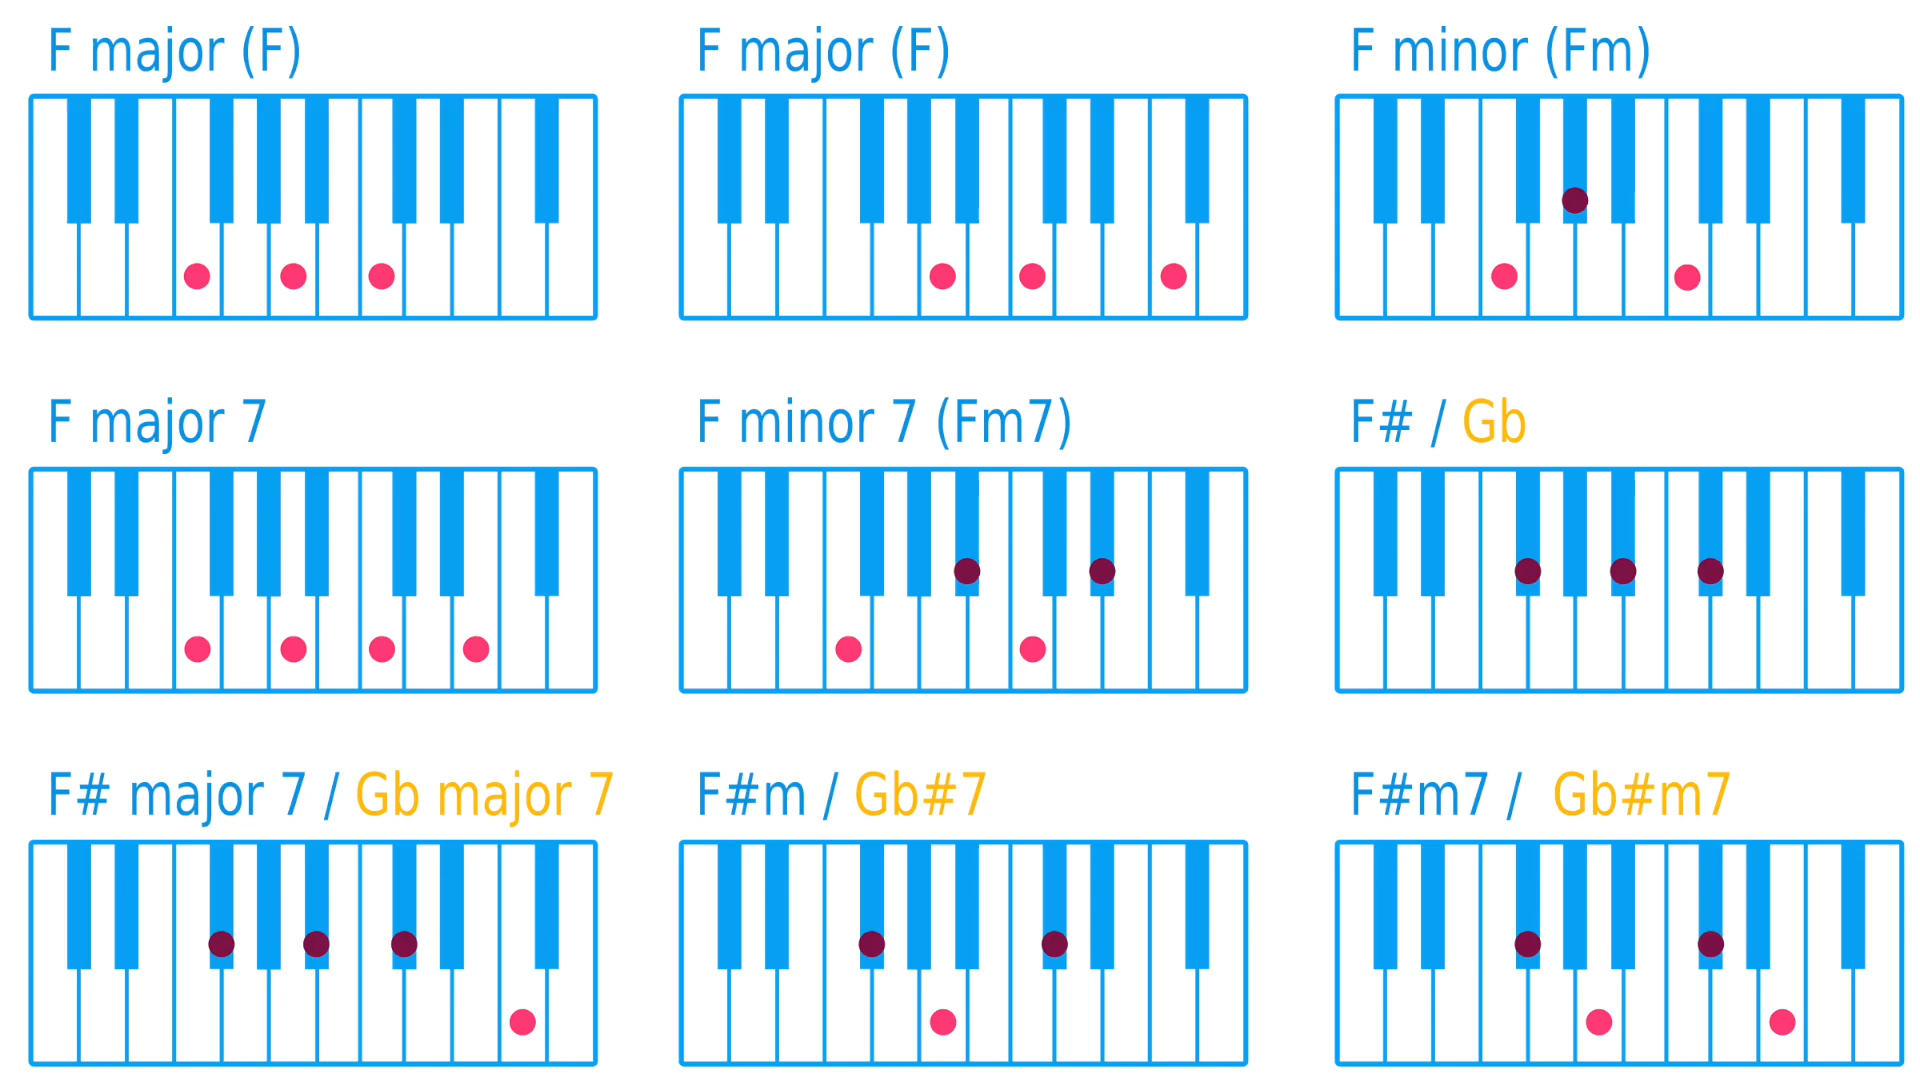 F major (F)
F major (F)
F minor (Fm)
F major 7
F minor 7 (Fm7)
F# / Gb
F# major 7 / Gb major 7
F#m / Gb#7
F#m7 / Gb#m7